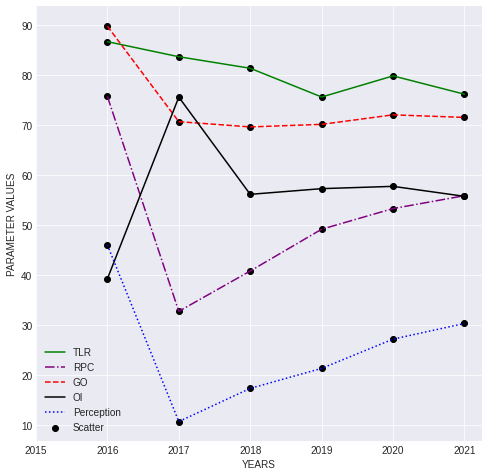 90
80
70
60
50
40
30
20
10
PARAMETER VALUES
TLR
RPC
GO
OI
Perception
Scatter
2015 2016 2017 2018 2019 2020 2021
YEARS